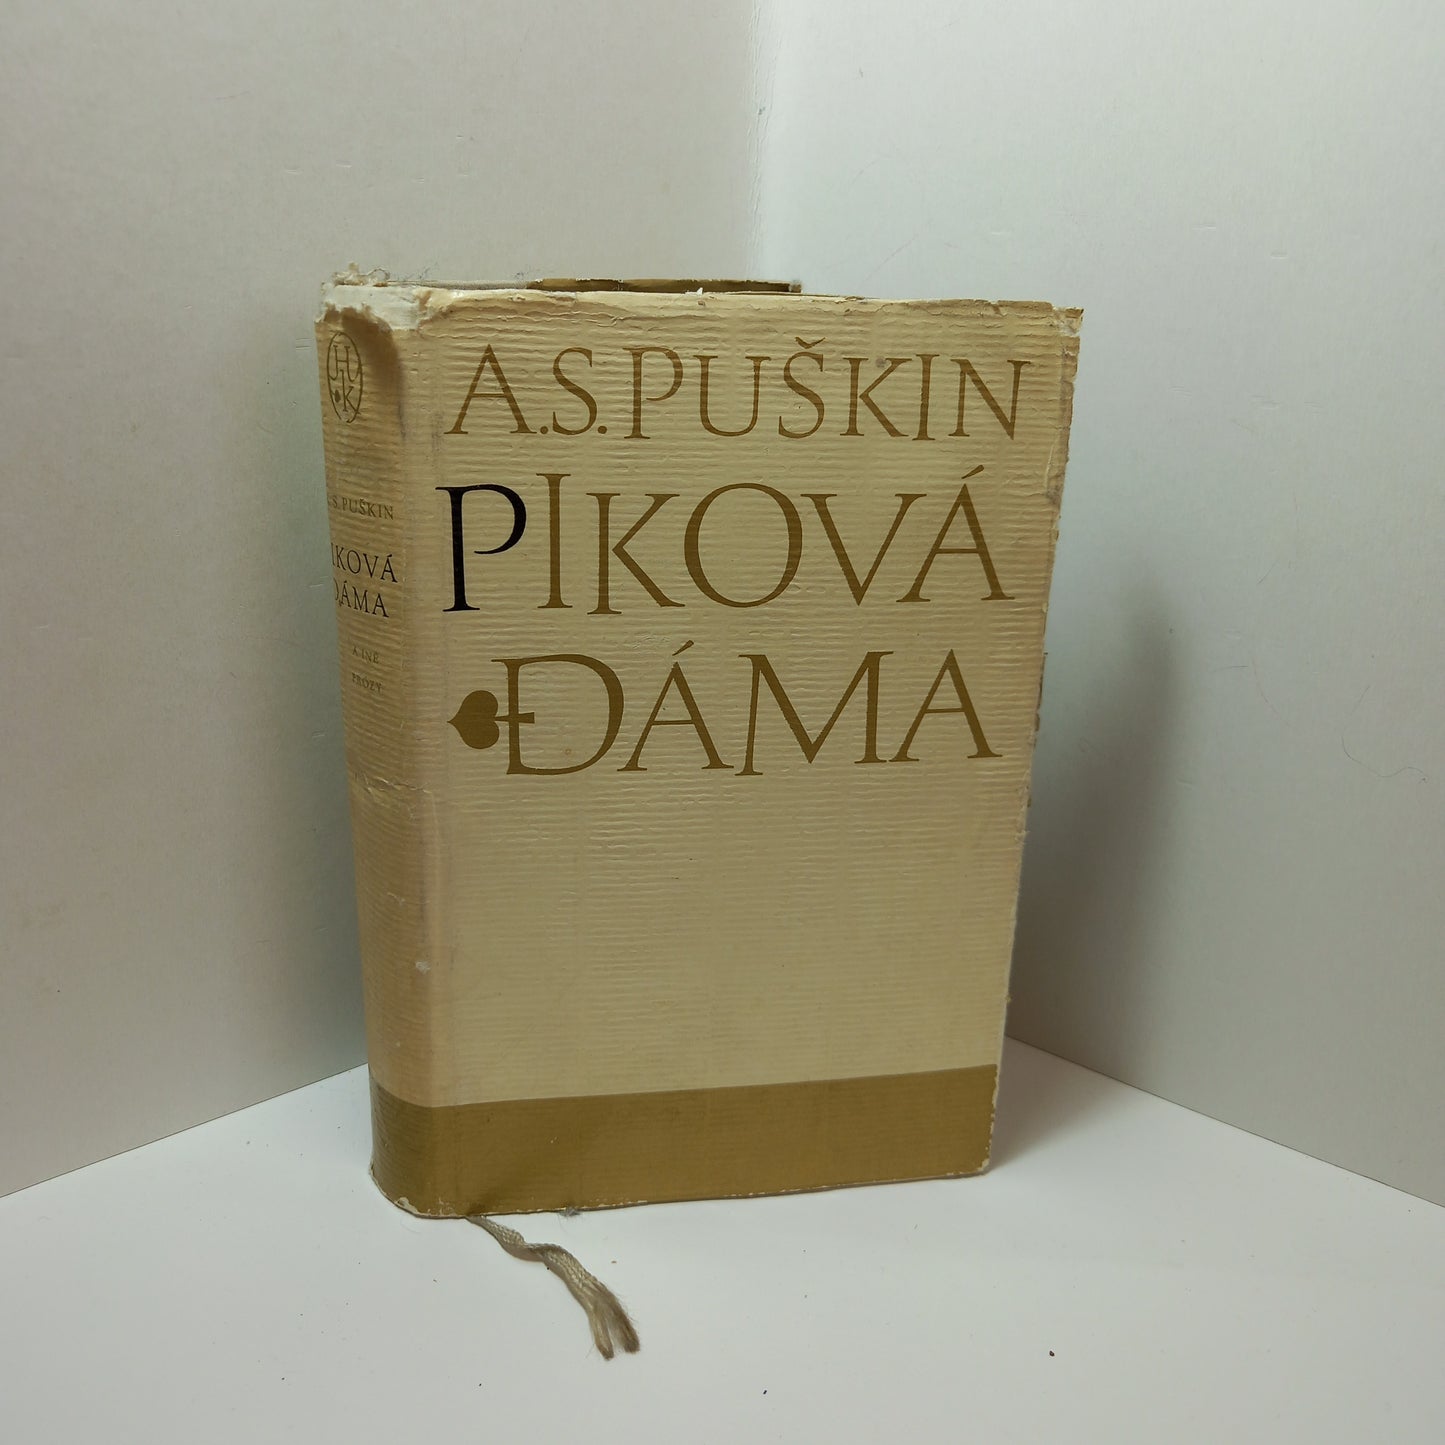 A.S.PUŠKIN
PIKOVÁ
DÁMA
S. PUŠKIN
PIKOVÁ
DÁMA
A INÉ
PRÓZY